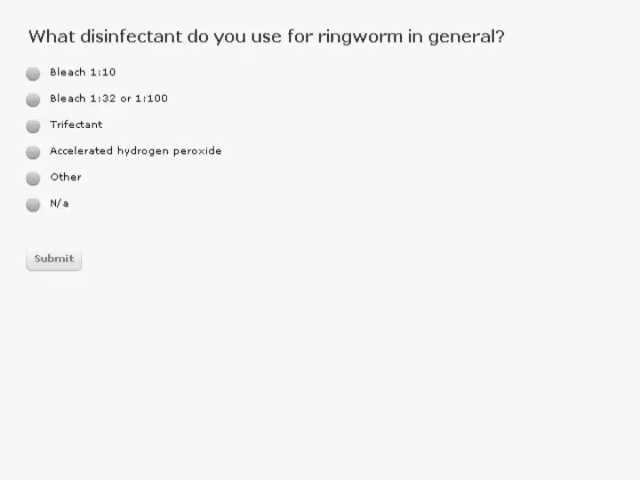 What disinfectant do you use for ringworm in general?
Bleach 1:10
Bleach 1:32 or 1:100
Trifectant
Accelerated hydrogen peroxide
Other
N/a
Submit